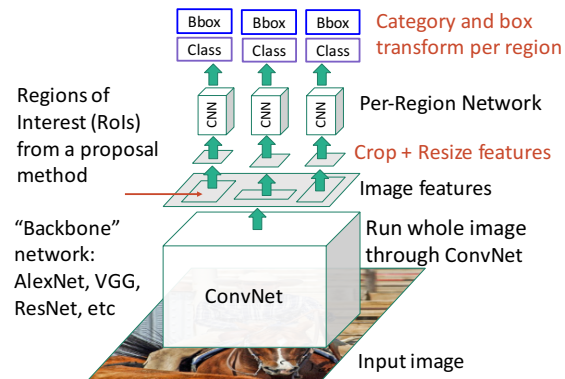 Bbox Bbox Bbox
Class Class Class
Category and box
transform per region
Regions of
Interest (RoIs)
from a proposal
method
CNN CNN CNN
Per-Region Network
Crop + Resize features
Image features
"Backbone"
network:
AlexNet, VGG,
ResNet, etc
Run whole image
through ConvNet
ConvNet
Input image